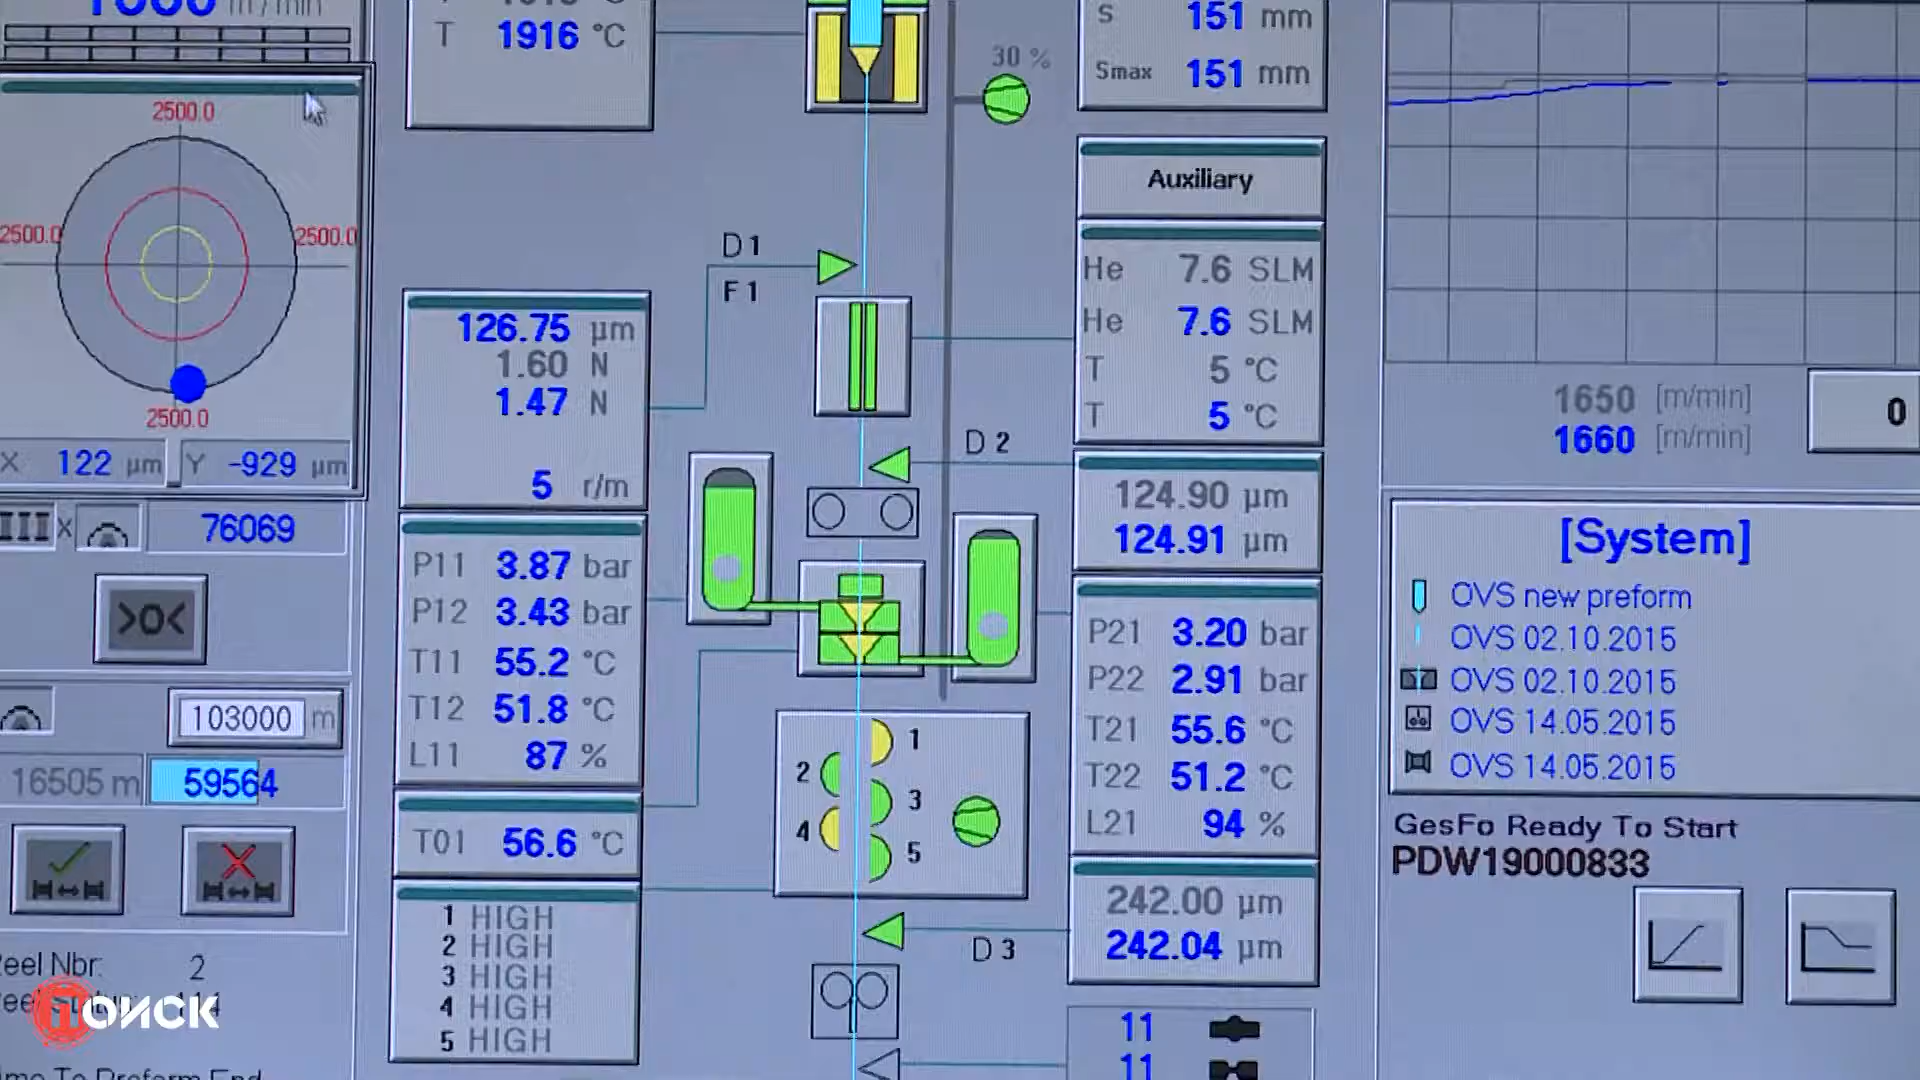 m/min
T 1916 °C
30 %
S 151 mm
Smax 151 mm
2500.0
2500.0
2500.0
2500.0
X 122 µm Y -929 µm
Auxiliary
D1
F1
He 7.6 SLM
He 7.6 SLM
T 5 °C
T 5 °C
126.75 µm
1.60 N
1.47 N
5 r/m
1650 [m/min]
1660 [m/min]
0
D 2
124.90 µm
124.91 µm
x 76069
>0<
103000 m
16505 m 59564
P11 3.87 bar
P12 3.43 bar
T11 55.2 °C
T12 51.8 °C
L11 87 %
T01 56.6 °C
1 HIGH
2 HIGH
3 HIGH
4 HIGH
5 HIGH
1
2
3
4
5
P21 3.20 bar
P22 2.91 bar
T21 55.6 °C
T22 51.2 °C
L21 94 %
D 3
242.00 µm
242.04 µm
11
11
[System]
OVS new preform
OVS 02.10.2015
OVS 02.10.2015
OVS 14.05.2015
OVS 14.05.2015
GesFo Ready To Start
PDW19000833
Reel Nbr: 2
ПОИСК